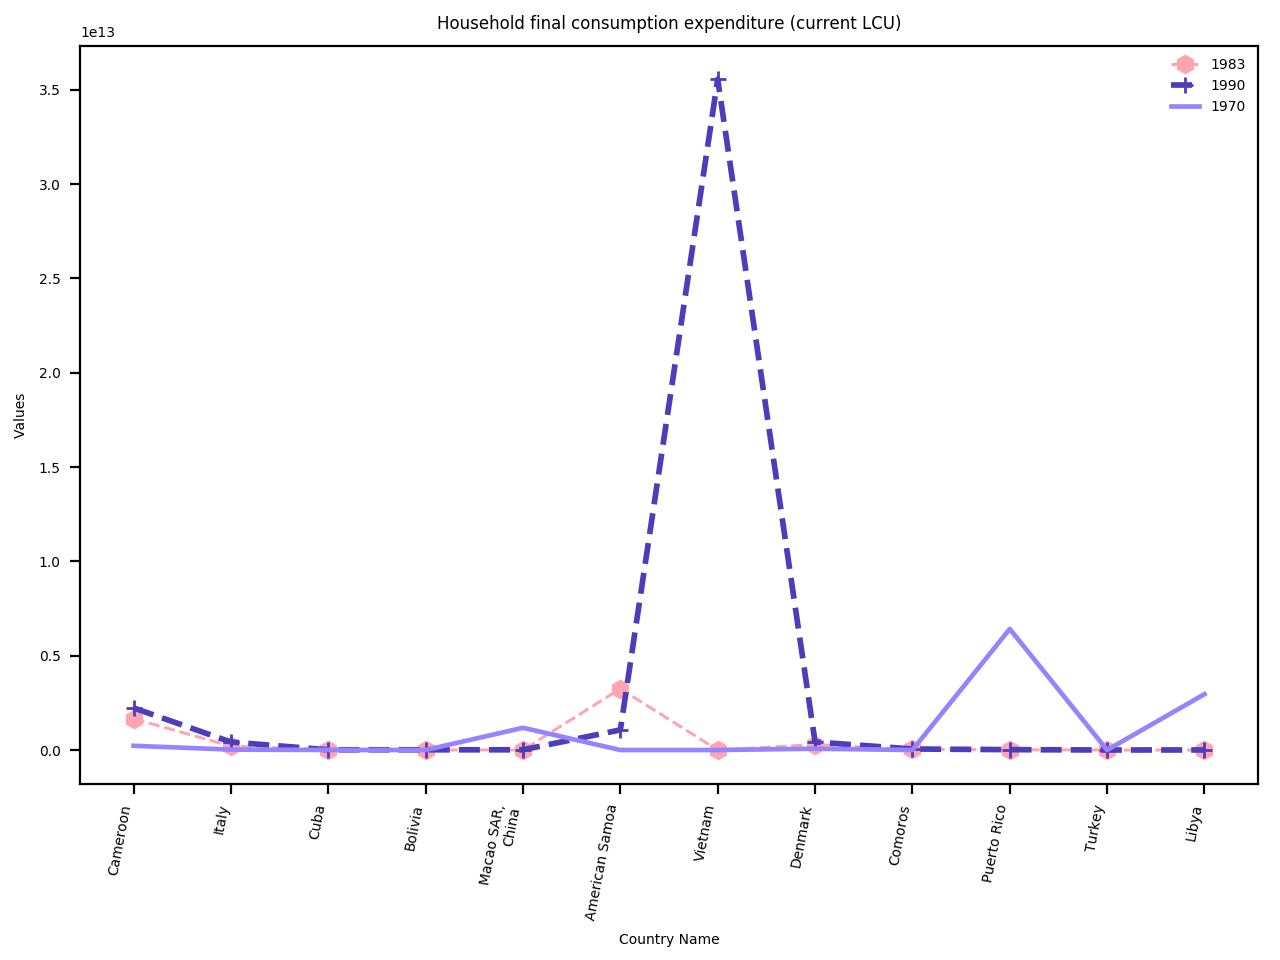 Household final consumption expenditure (current LCU)
1e13
1983
1990
1970
3.5
3.0
2.5
2.0
1.5
1.0
0.5
0.0
Values
Cameroon
Italy
Cuba
Bolivia
Macao SAR,
China
American Samoa
Vietnam
Denmark
Comoros
Puerto Rico
Turkey
Libya
Country Name